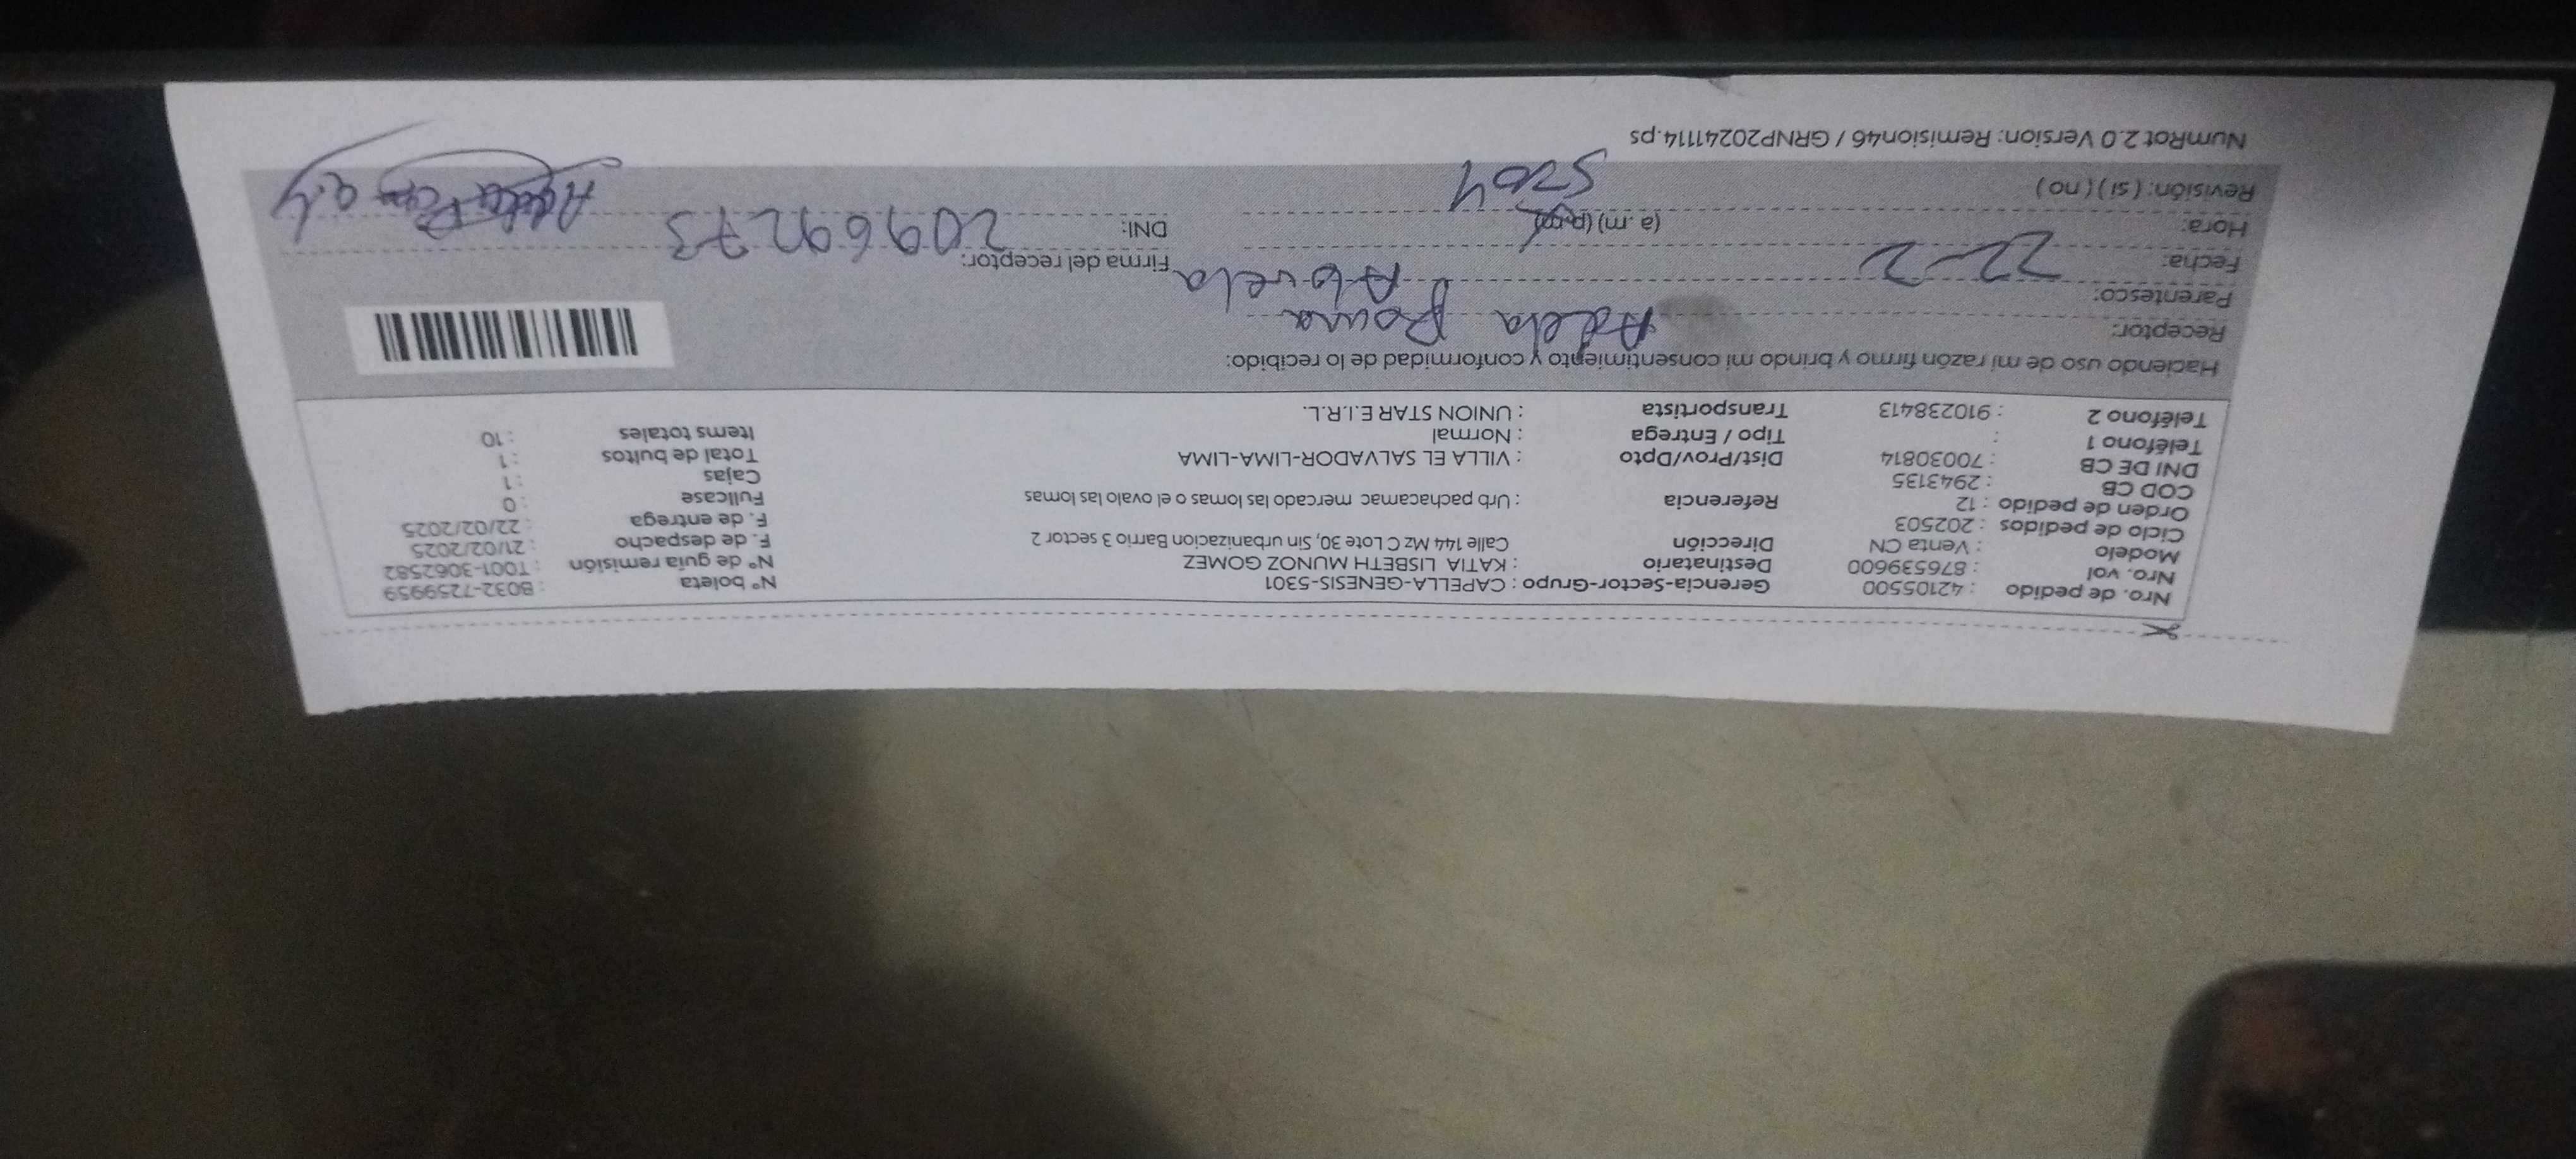 Nro. de pedido : 42105500 Gerencia-Sector-Grupo : CAPELLA-GENESIS-5301 N° boleta : B032-7259959
Nro. vol : 876539600 Destinatario : KATIA LISBETH MUNOZ GOMEZ N° de guía remisión : T001-3062582
Modelo : Venta CN Dirección Calle 144 Mz C Lote 30, Sin urbanizacion Barrio 3 sector 2 F. de despacho : 21/02/2025
Ciclo de pedidos : 202503 F. de entrega : 22/02/2025
Orden de pedido : 12 Referencia : Urb pachacamac mercado las lomas o el ovalo las lomas Fullcase : 0
COD CB : 2943135 Cajas : 1
DNI DE CB : 70030814 Dist/Prov/Dpto : VILLA EL SALVADOR-LIMA-LIMA Total de bultos : 1
Teléfono 1 : Tipo / Entrega : Normal Items totales : 10
Teléfono 2 : 910238413 Transportista : UNION STAR E.I.R.L.
Haciendo uso de mi razón firmo y brindo mi consentimiento y conformidad de lo recibido:
Receptor: Adela Poma
Parentesco: Abuela
Fecha: 22-2 Firma del receptor:
Hora: (a.m) (p.m) DNI: 20969273
Revisión: ( si ) ( no )
NumRot 2.0 Version: Remision46 / GRNP20241114.ps